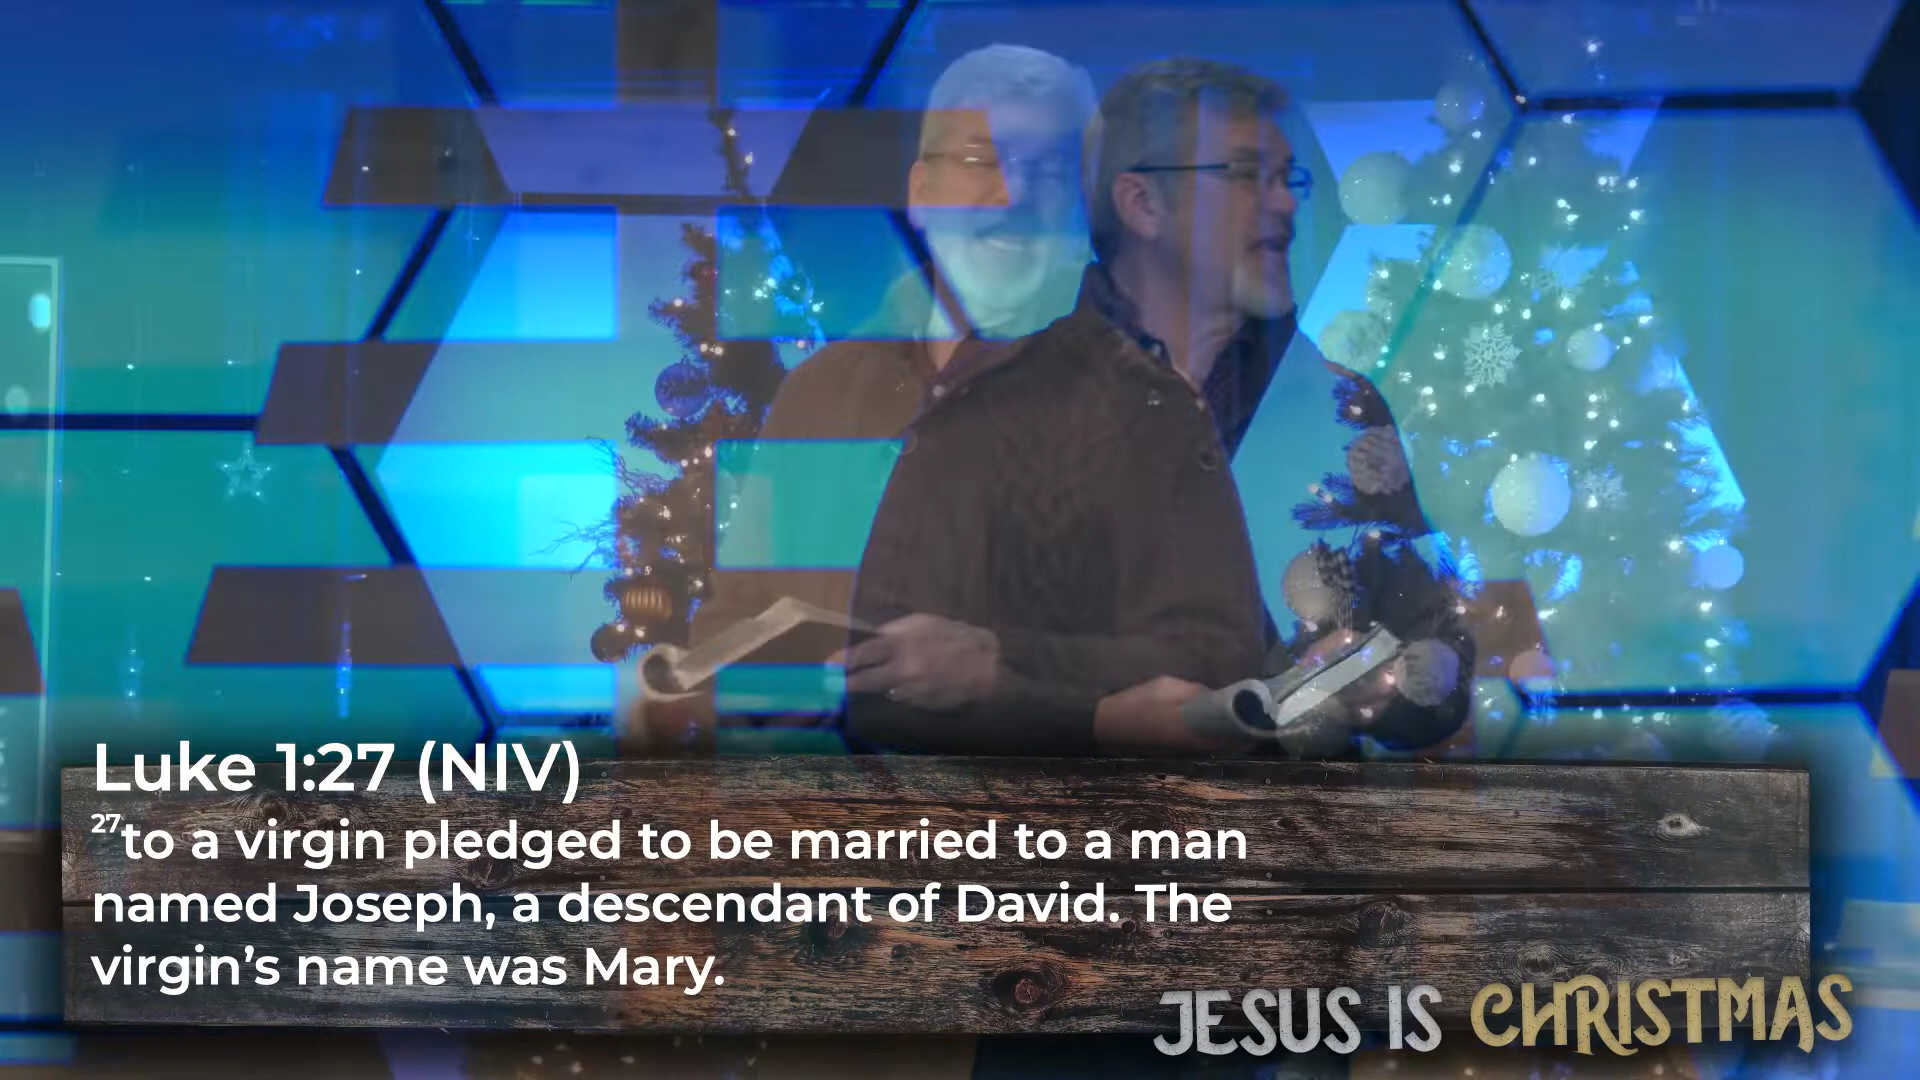 Luke 1:27 (NIV)
²⁷to a virgin pledged to be married to a man
named Joseph, a descendant of David. The
virgin’s name was Mary.
JESUS IS CHRISTMAS